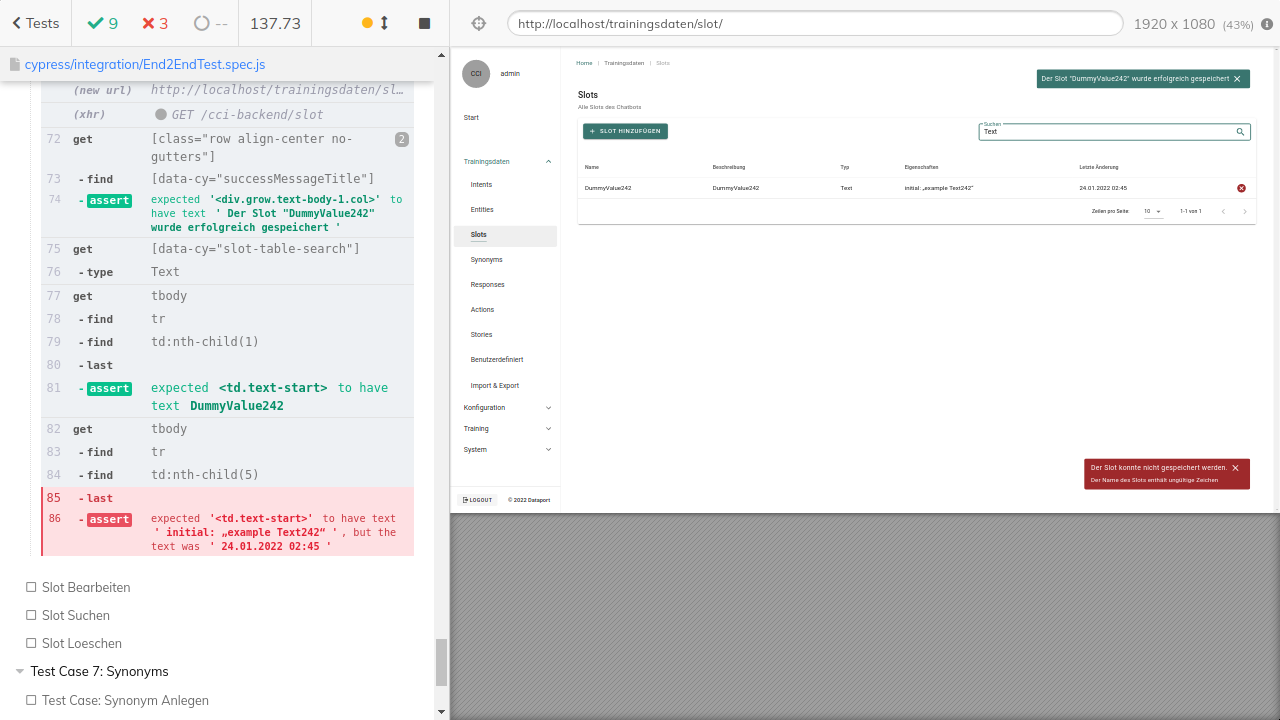 Tests 9 3 -- 137.73
http://localhost/trainingsdaten/slot/ 1920 x 1080 (43%)
cypress/integration/End2EndTest.spec.js
(new url) http://localhost/trainingsdaten/sl…
(xhr) GET /cci-backend/slot
72 get [class="row align-center no-gutters"] 2
73 -find [data-cy="successMessageTitle"]
74 -assert expected '<div.grow.text-body-1.col>' to
have text ' Der Slot "DummyValue242"
wurde erfolgreich gespeichert '
75 get [data-cy="slot-table-search"]
76 -type Text
77 get tbody
78 -find tr
79 -find td:nth-child(1)
80 -last
81 -assert expected <td.text-start> to have
text DummyValue242
82 get tbody
83 -find tr
84 -find td:nth-child(5)
85 -last
86 -assert expected '<td.text-start>' to have text
' initial: „example Text242“ ', but the
text was ' 24.01.2022 02:45 '
Slot Bearbeiten
Slot Suchen
Slot Loeschen
Test Case 7: Synonyms
Test Case: Synonym Anlegen
CCI admin
Start
Trainingsdaten
Intents
Entities
Slots
Synonyms
Responses
Actions
Stories
Benutzerdefiniert
Import & Export
Konfiguration
Training
System
LOGOUT © 2022 Dataport
Home | Trainingsdaten | Slots
Der Slot "DummyValue242" wurde erfolgreich gespeichert
Slots
Alle Slots des Chatbots
+ SLOT HINZUFÜGEN
Suchen
Text
Name Beschreibung Typ Eigenschaften Letzte Änderung
DummyValue242 DummyValue242 Text initial: „example Text242“ 24.01.2022 02:45
Zeilen pro Seite: 10 1-1 von 1
Der Slot konnte nicht gespeichert werden.
Der Name des Slots enthält ungültige Zeichen